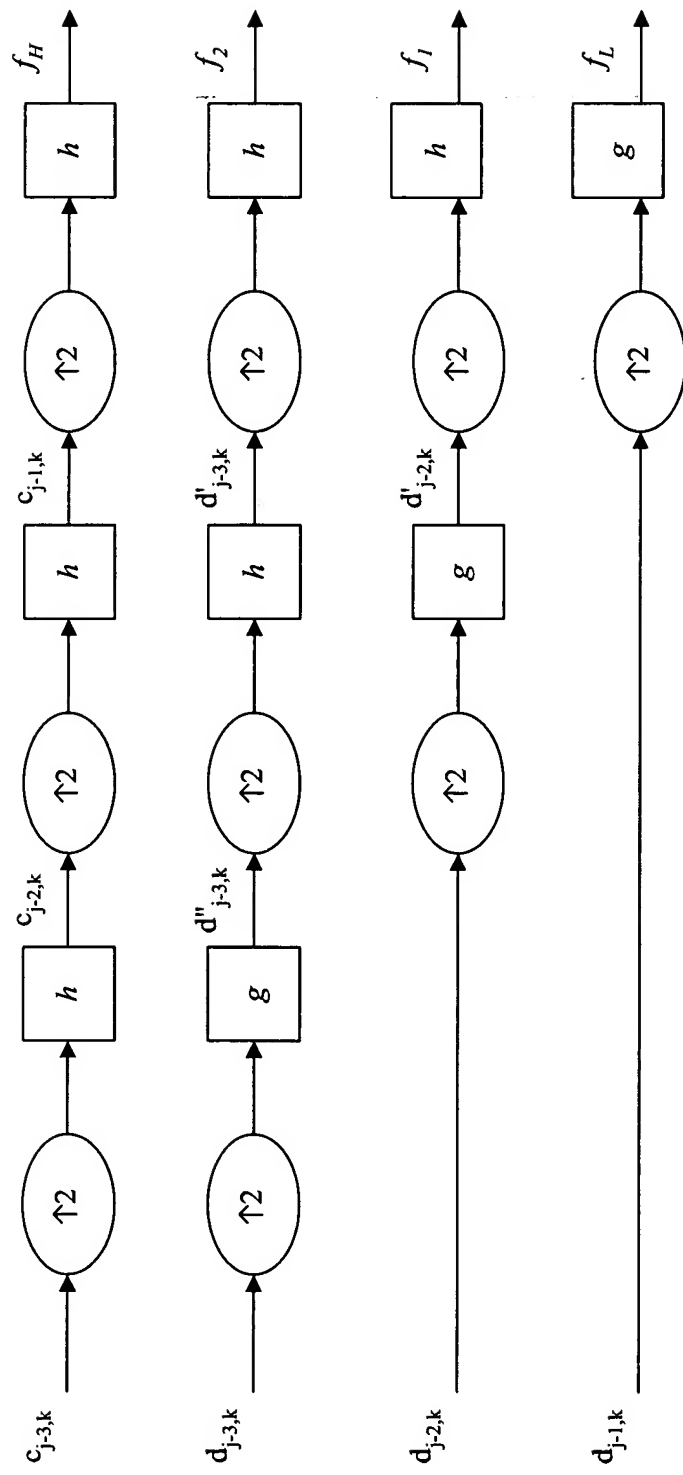 c_{j-3,k}
↑2
h
c_{j-2,k}
↑2
h
c_{j-1,k}
↑2
h
f_H
d_{j-3,k}
↑2
g
d''_{j-3,k}
↑2
h
d'_{j-3,k}
↑2
h
f_2
d_{j-2,k}
↑2
g
d'_{j-2,k}
↑2
h
f_1
d_{j-1,k}
↑2
g
f_L